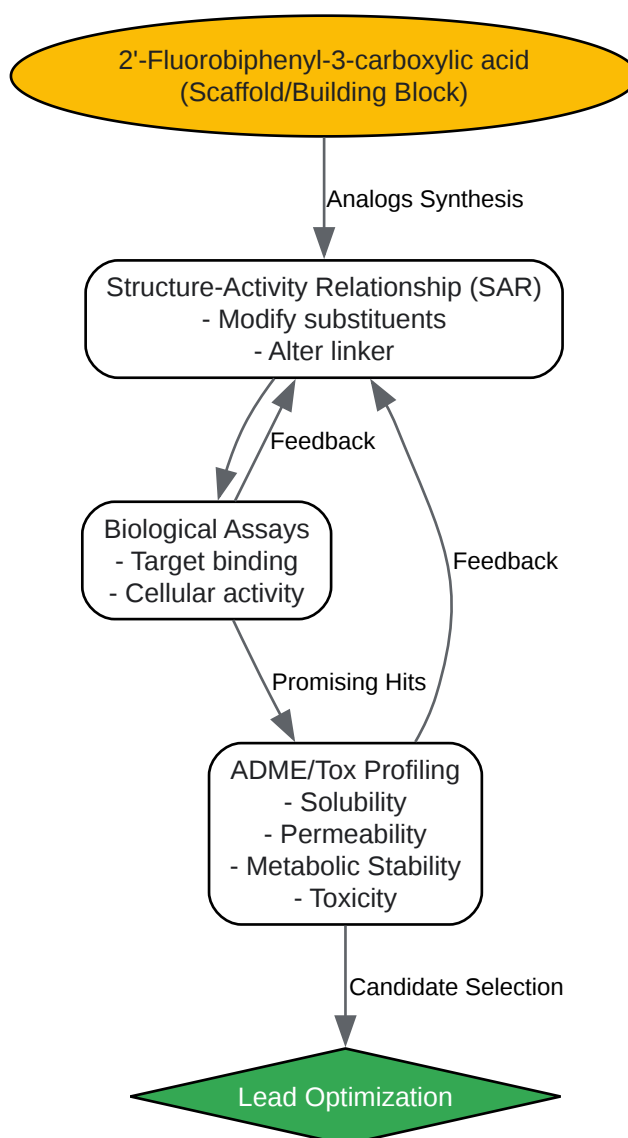 2'-Fluorobiphenyl-3-carboxylic acid
(Scaffold/Building Block)
Analogs Synthesis
Structure-Activity Relationship (SAR)
- Modify substituents
- Alter linker
Feedback
Biological Assays
- Target binding
- Cellular activity
Feedback
Promising Hits
ADME/Tox Profiling
- Solubility
- Permeability
- Metabolic Stability
- Toxicity
Candidate Selection
Lead Optimization